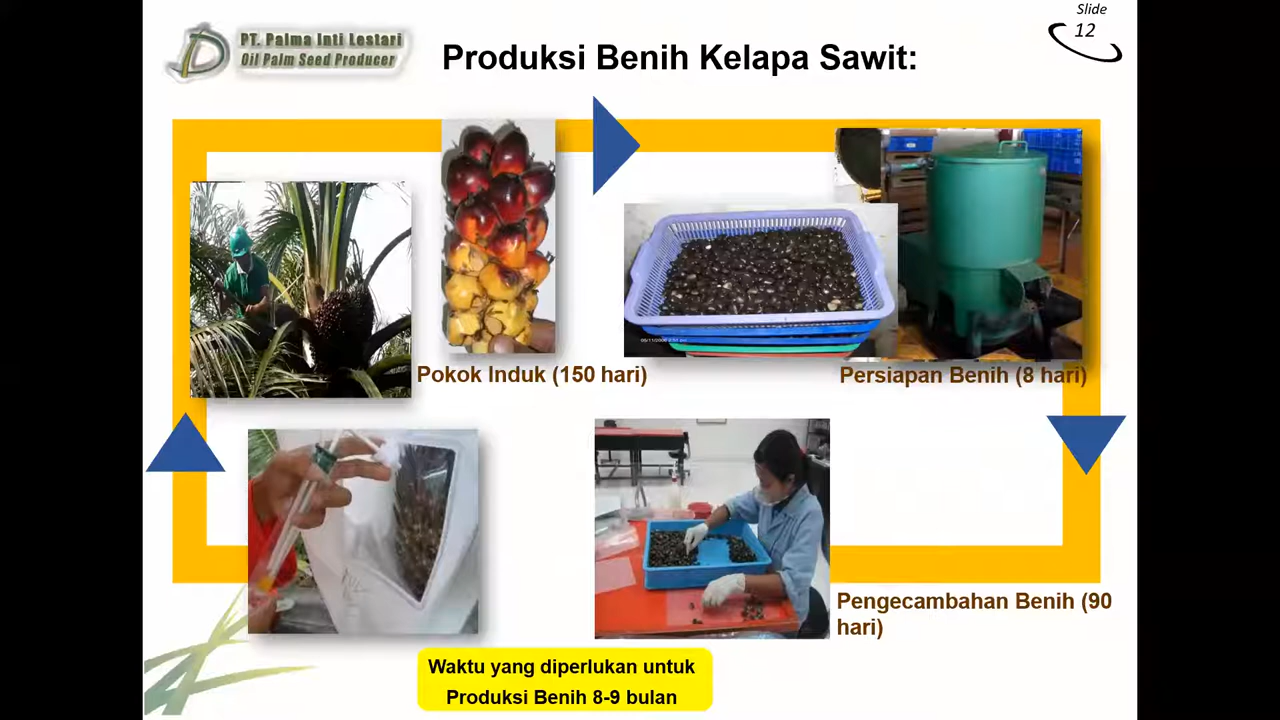 Slide
12
PT. Palma Inti Lestari
Oil Palm Seed Producer
Produksi Benih Kelapa Sawit:
Pokok Induk (150 hari)
Persiapan Benih (8 hari)
Pengecambahan Benih (90
hari)
Waktu yang diperlukan untuk
Produksi Benih 8-9 bulan